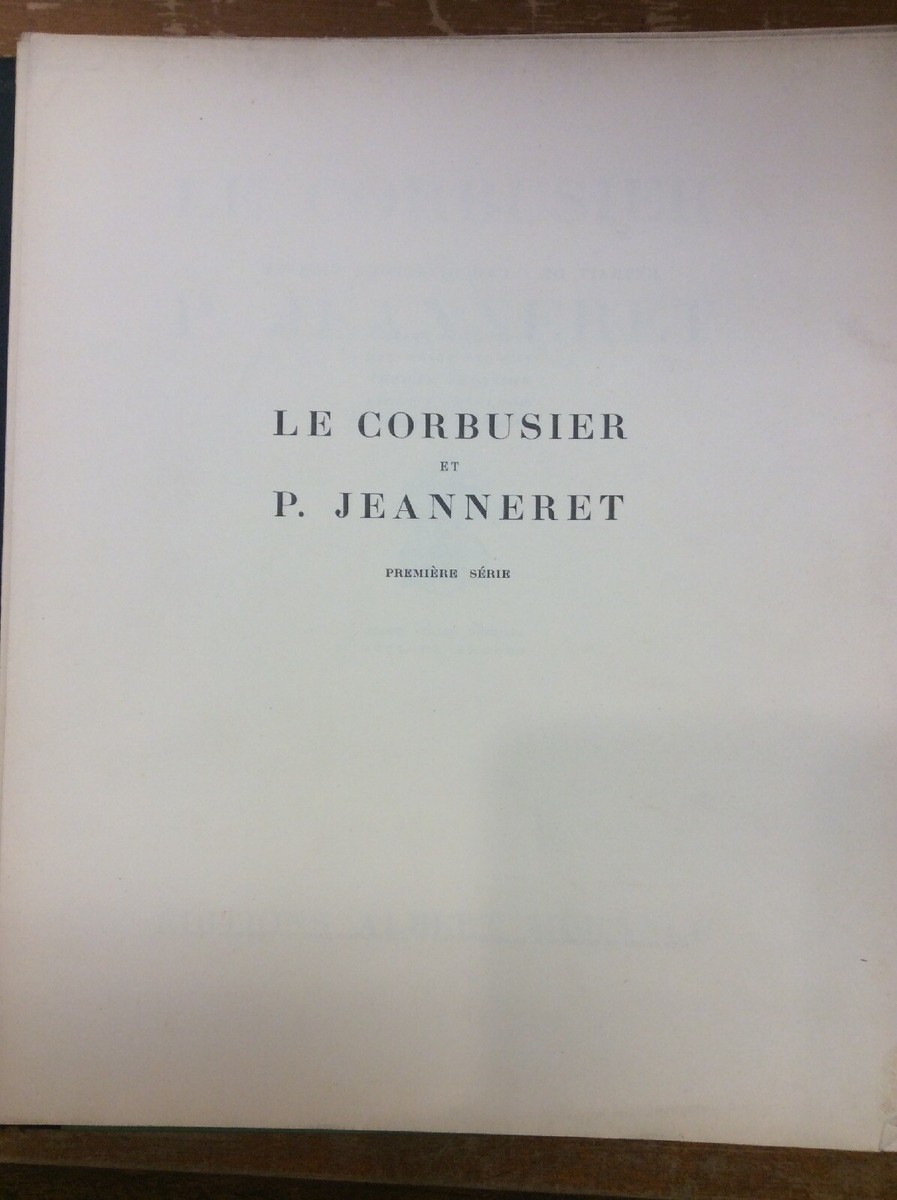 LE CORBUSIER
ET
P. JEANNERET
PREMIÈRE SÉRIE